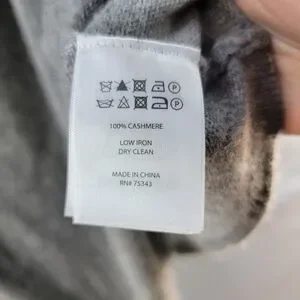 100% CASHMERE
LOW IRON
DRY CLEAN
MADE IN CHINA
RN# 75343